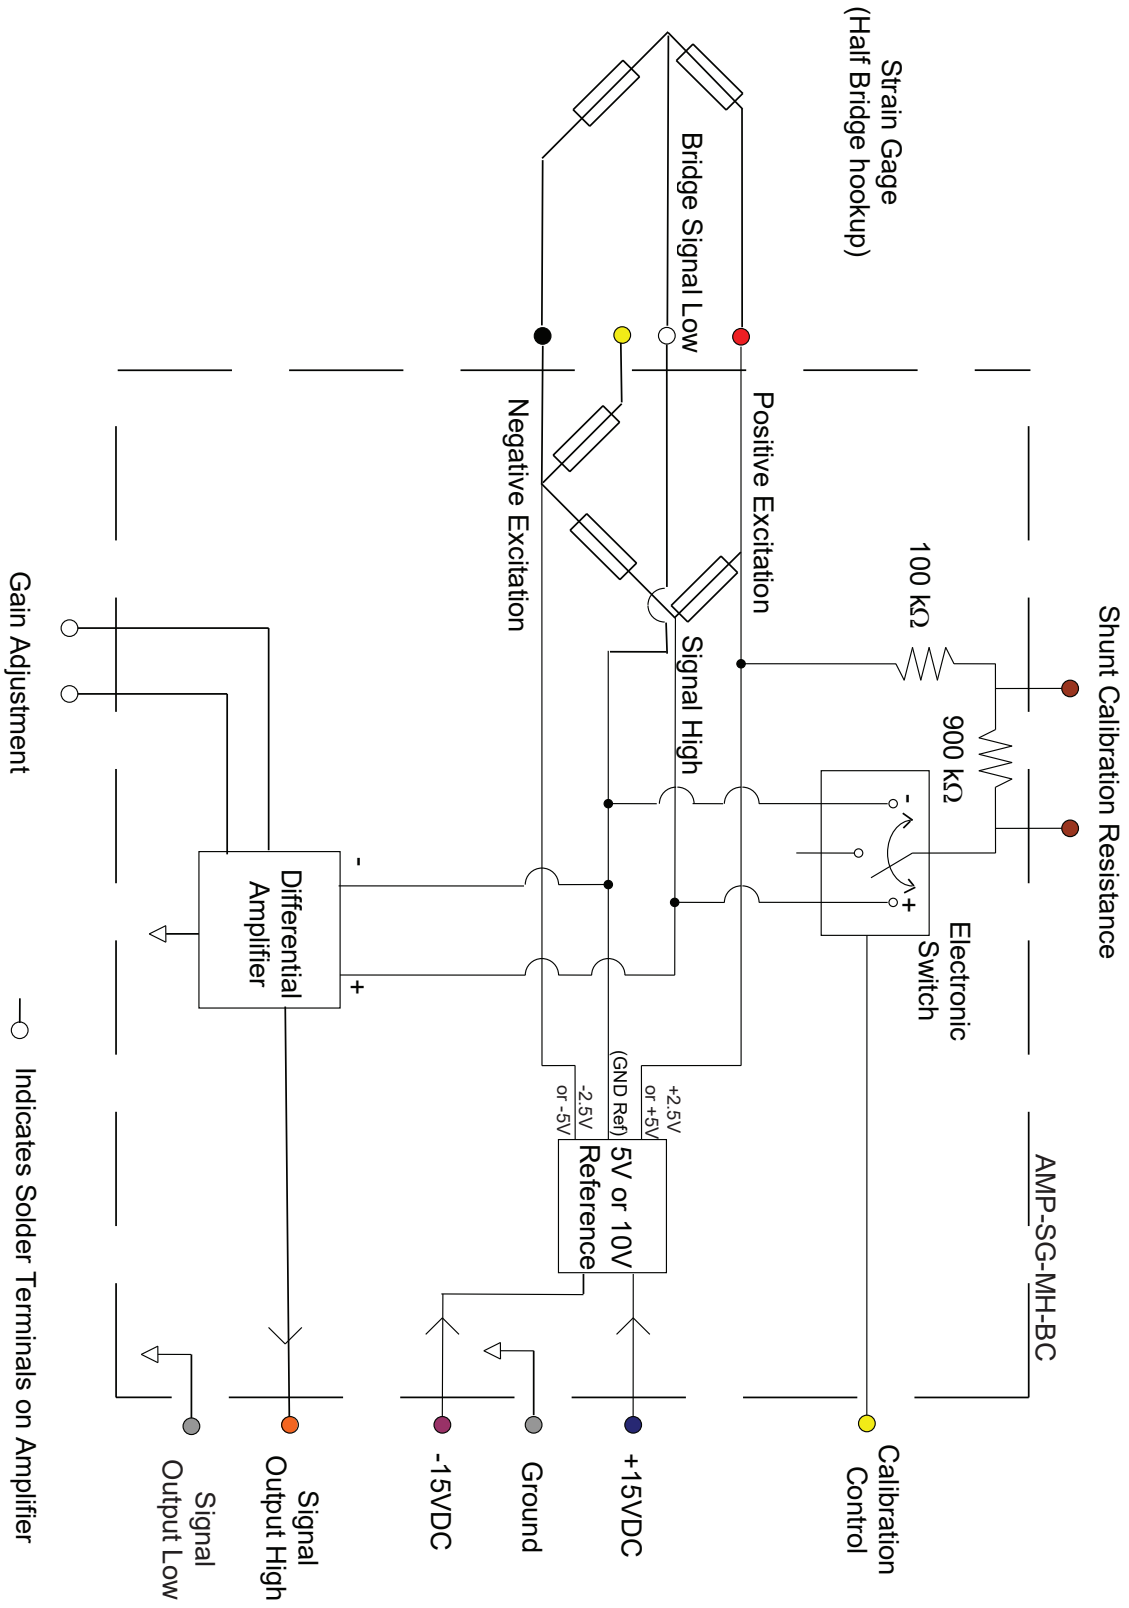 Shunt Calibration Resistance
AMP-SG-MH-BC
Strain Gage
(Half Bridge hookup)
100 kΩ
900 kΩ
Electronic
Switch
-
+
Calibration
Control
Positive Excitation
Bridge Signal Low
Signal High
+2.5V
or +5V
(GND Ref)
-2.5V
or -5V
5V or 10V
Reference
+15VDC
Ground
-15VDC
Negative Excitation
-
+
Differential
Amplifier
Signal
Output High
Signal
Output Low
Gain Adjustment
Indicates Solder Terminals on Amplifier